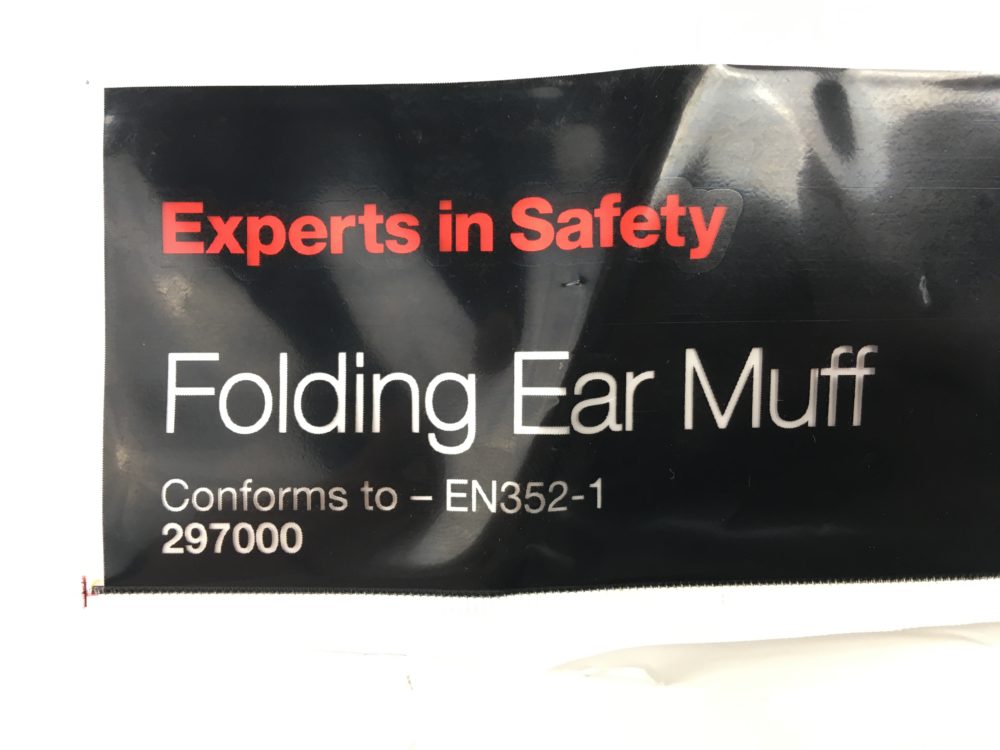 Experts in Safety
Folding Ear Muff
Conforms to – EN352-1
297000